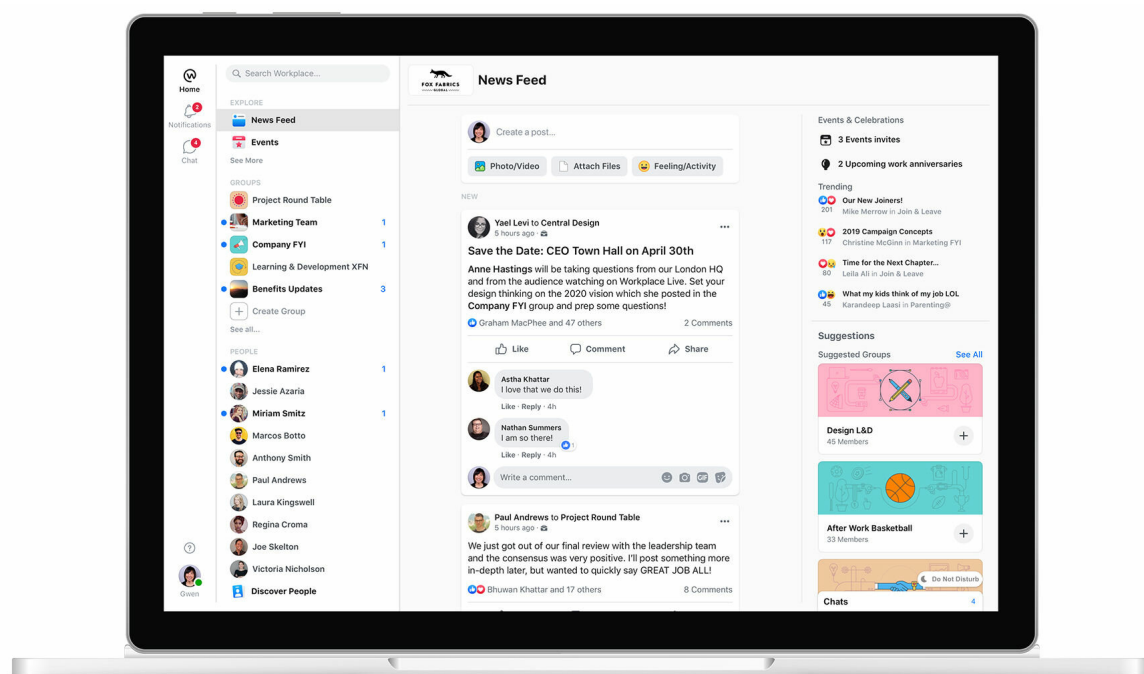 Home
2
Notifications
4
Chat
Gwen
Search Workplace...
EXPLORE
News Feed
Events
See More
GROUPS
Project Round Table
Marketing Team 1
Company FYI 1
Learning & Development XFN
Benefits Updates 3
Create Group
See all...
PEOPLE
Elena Ramirez 1
Jessie Azaria
Miriam Smitz 1
Marcos Botto
Anthony Smith
Paul Andrews
Laura Kingswell
Regina Croma
Joe Skelton
Victoria Nicholson
Discover People
FOX FABRICS
GLOBAL
News Feed
Create a post...
Photo/Video Attach Files Feeling/Activity
NEW
Yael Levi to Central Design
5 hours ago ·
Save the Date: CEO Town Hall on April 30th
Anne Hastings will be taking questions from our London HQ
and from the audience watching on Workplace Live. Set your
design thinking on the 2020 vision which she posted in the
Company FYI group and prep some questions!
Graham MacPhee and 47 others 2 Comments
Like Comment Share
Astha Khattar
I love that we do this!
Like · Reply · 4h
Nathan Summers
I am so there!
1
Like · Reply · 4h
Write a comment...
GIF
Paul Andrews to Project Round Table
5 hours ago ·
We just got out of our final review with the leadership team
and the consensus was very positive. I'll post something more
in-depth later, but wanted to quickly say GREAT JOB ALL!
Bhuwan Khattar and 17 others 8 Comments
Events & Celebrations
3 Events invites
2 Upcoming work anniversaries
Trending
Our New Joiners!
201 Mike Merrow in Join & Leave
2019 Campaign Concepts
117 Christine McGinn in Marketing FYI
Time for the Next Chapter...
80 Leila Ali in Join & Leave
What my kids think of my job LOL
45 Karandeep Laasi in Parenting@
Suggestions
Suggested Groups See All
Design L&D
45 Members
After Work Basketball
33 Members
Do Not Disturb
Chats 4